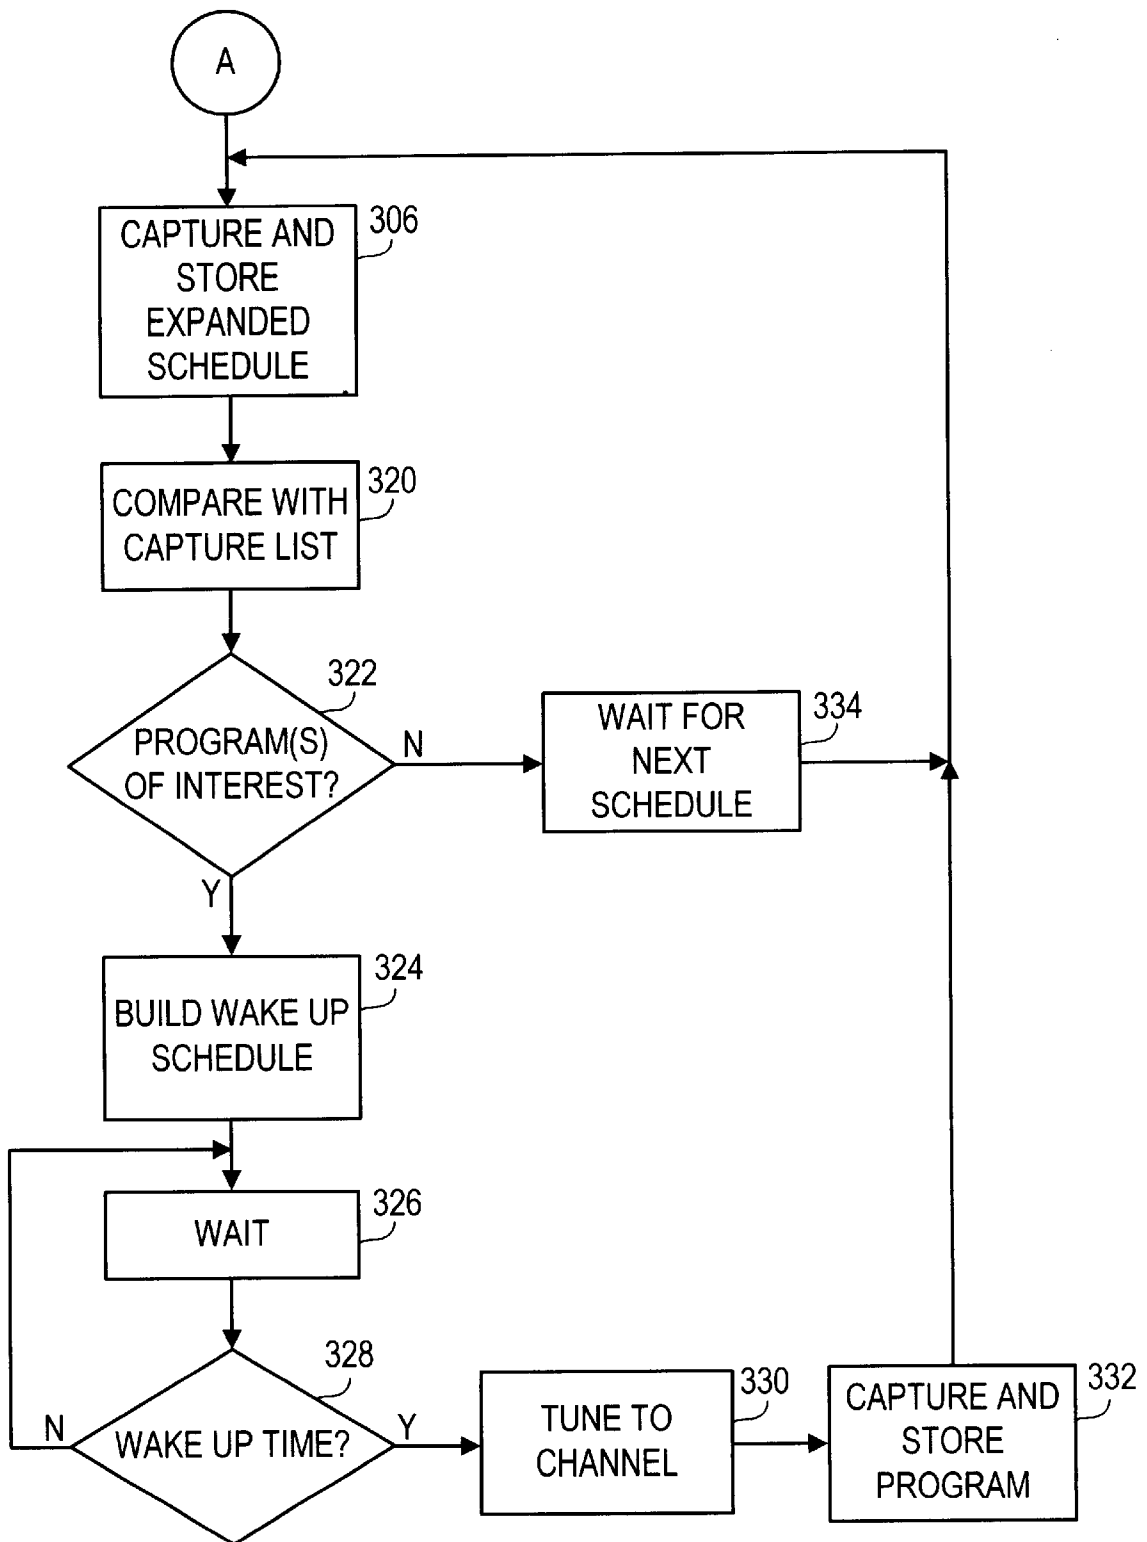 A
CAPTURE AND
STORE
EXPANDED
SCHEDULE
306
COMPARE WITH
CAPTURE LIST
320
PROGRAM(S)
OF INTEREST?
322
N
Y
WAIT FOR
NEXT
SCHEDULE
334
BUILD WAKE UP
SCHEDULE
324
WAIT
326
WAKE UP TIME?
328
N
Y
TUNE TO
CHANNEL
330
CAPTURE AND
STORE
PROGRAM
332